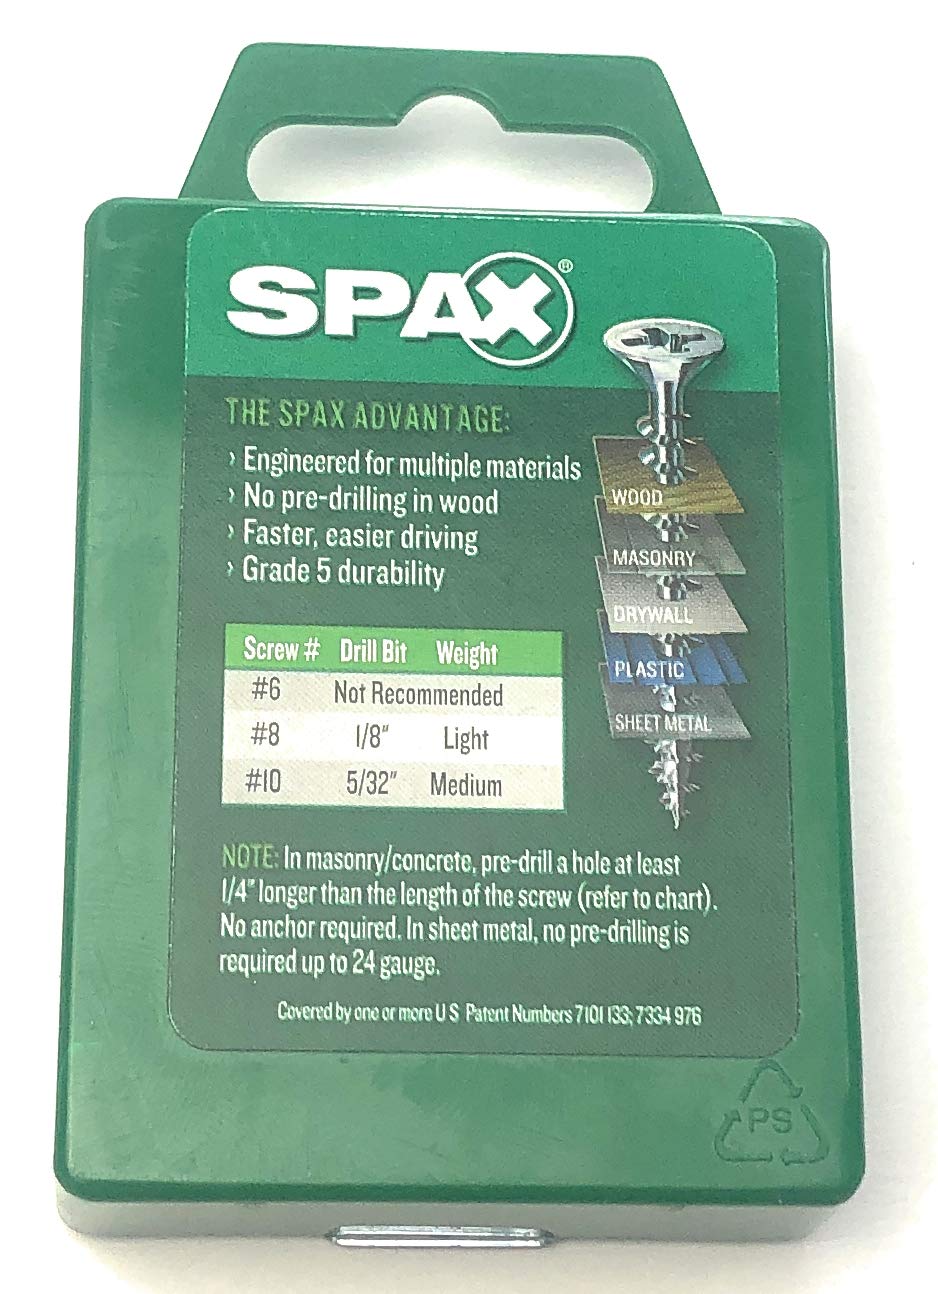 SPAX®
THE SPAX ADVANTAGE:
› Engineered for multiple materials
› No pre-drilling in wood
› Faster, easier driving
› Grade 5 durability
WOOD
MASONRY
DRYWALL
PLASTIC
SHEET METAL
Screw # Drill Bit Weight
#6 Not Recommended
#8 1/8" Light
#10 5/32" Medium
NOTE: In masonry/concrete, pre-drill a hole at least
1/4" longer than the length of the screw (refer to chart).
No anchor required. In sheet metal, no pre-drilling is
required up to 24 gauge.
Covered by one or more U S Patent Numbers 7101 133; 7334 976
PS